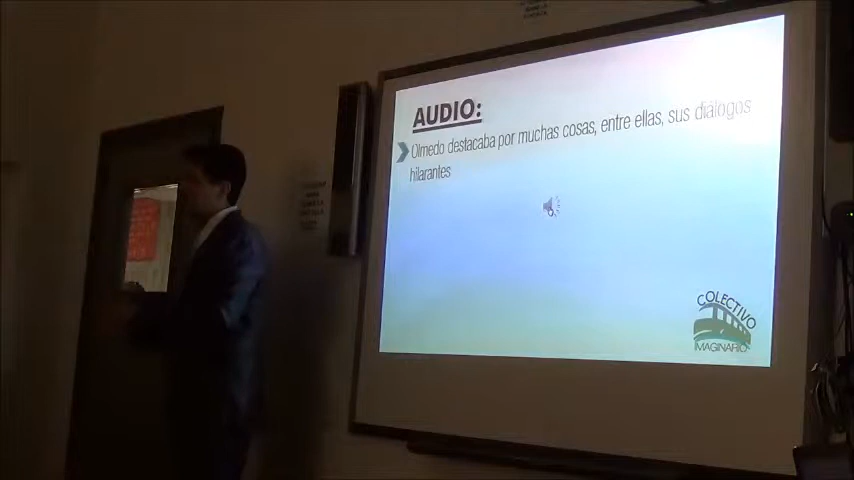 AUDIO:
Olmedo destacaba por muchas cosas, entre ellas, sus diálogos
hilarantes
COLECTIVO
IMAGINARIO